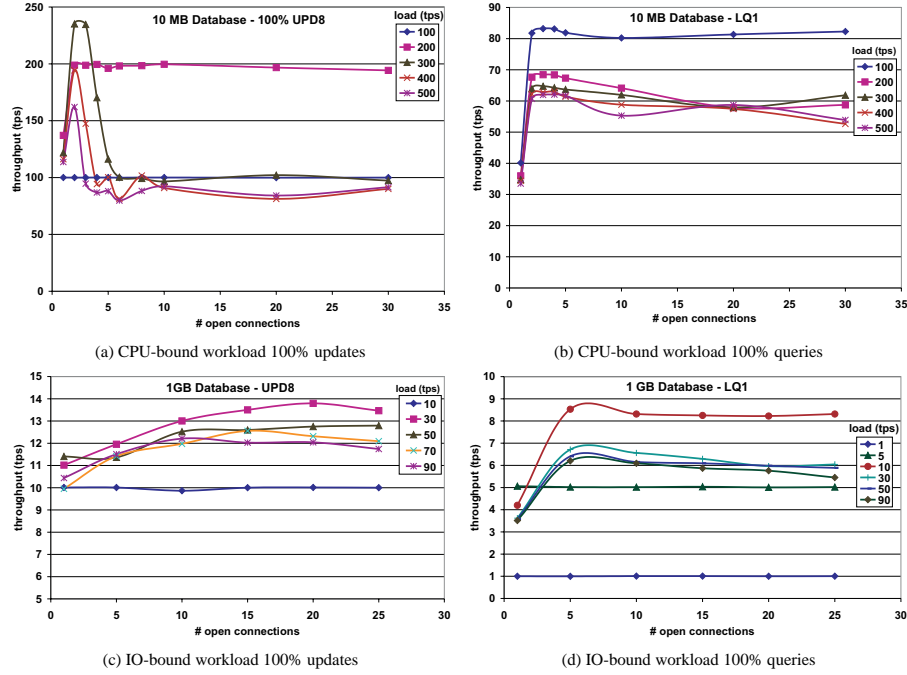 10 MB Database - 100% UPD8
load (tps)
100
200
300
400
500
250
200
150
100
50
0
throughput (tps)
0 5 10 15 20 25 30 35
# open connections
(a) CPU-bound workload 100% updates
10 MB Database - LQ1
load (tps)
100
200
300
400
500
90
80
70
60
50
40
30
20
10
0
throughput (tps)
0 5 10 15 20 25 30 35
# open connections
(b) CPU-bound workload 100% queries
1GB Database - UPD8
load (tps)
10
30
50
70
90
15
14
13
12
11
10
9
8
7
6
5
throughput (tps)
0 5 10 15 20 25 30
# open connections
(c) IO-bound workload 100% updates
1 GB Database - LQ1
load (tps)
1
5
10
30
50
90
10
9
8
7
6
5
4
3
2
1
0
throughput (tps)
0 5 10 15 20 25 30
# open connections
(d) IO-bound workload 100% queries